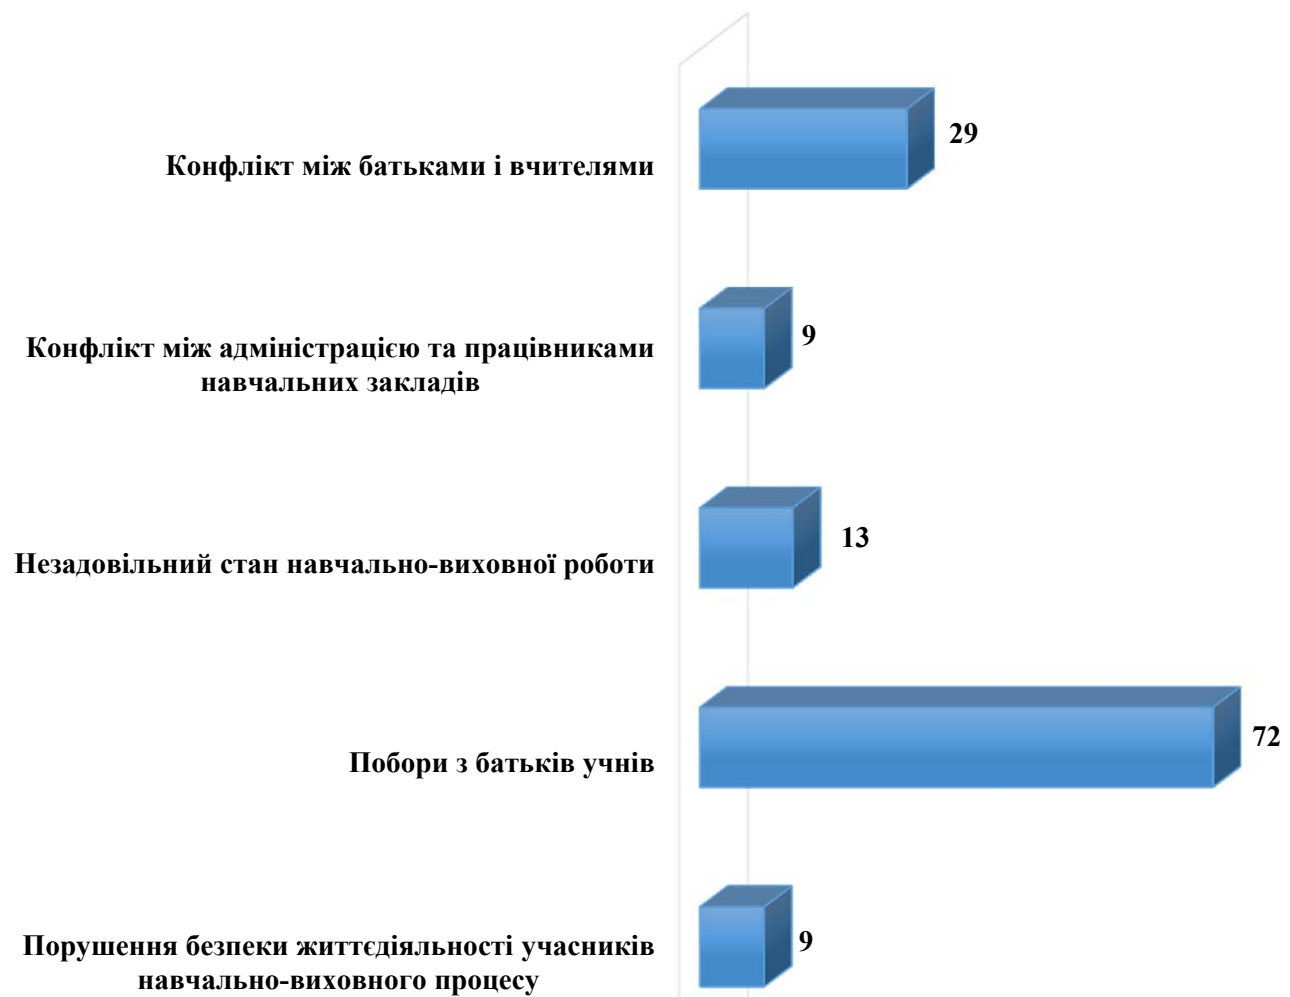 29
Конфлікт між батьками і вчителями
9
Конфлікт між адміністрацією та працівниками
навчальних закладів
13
Незадовільний стан навчально-виховної роботи
72
Побори з батьків учнів
9
Порушення безпеки життєдіяльності учасників
навчально-виховного процесу